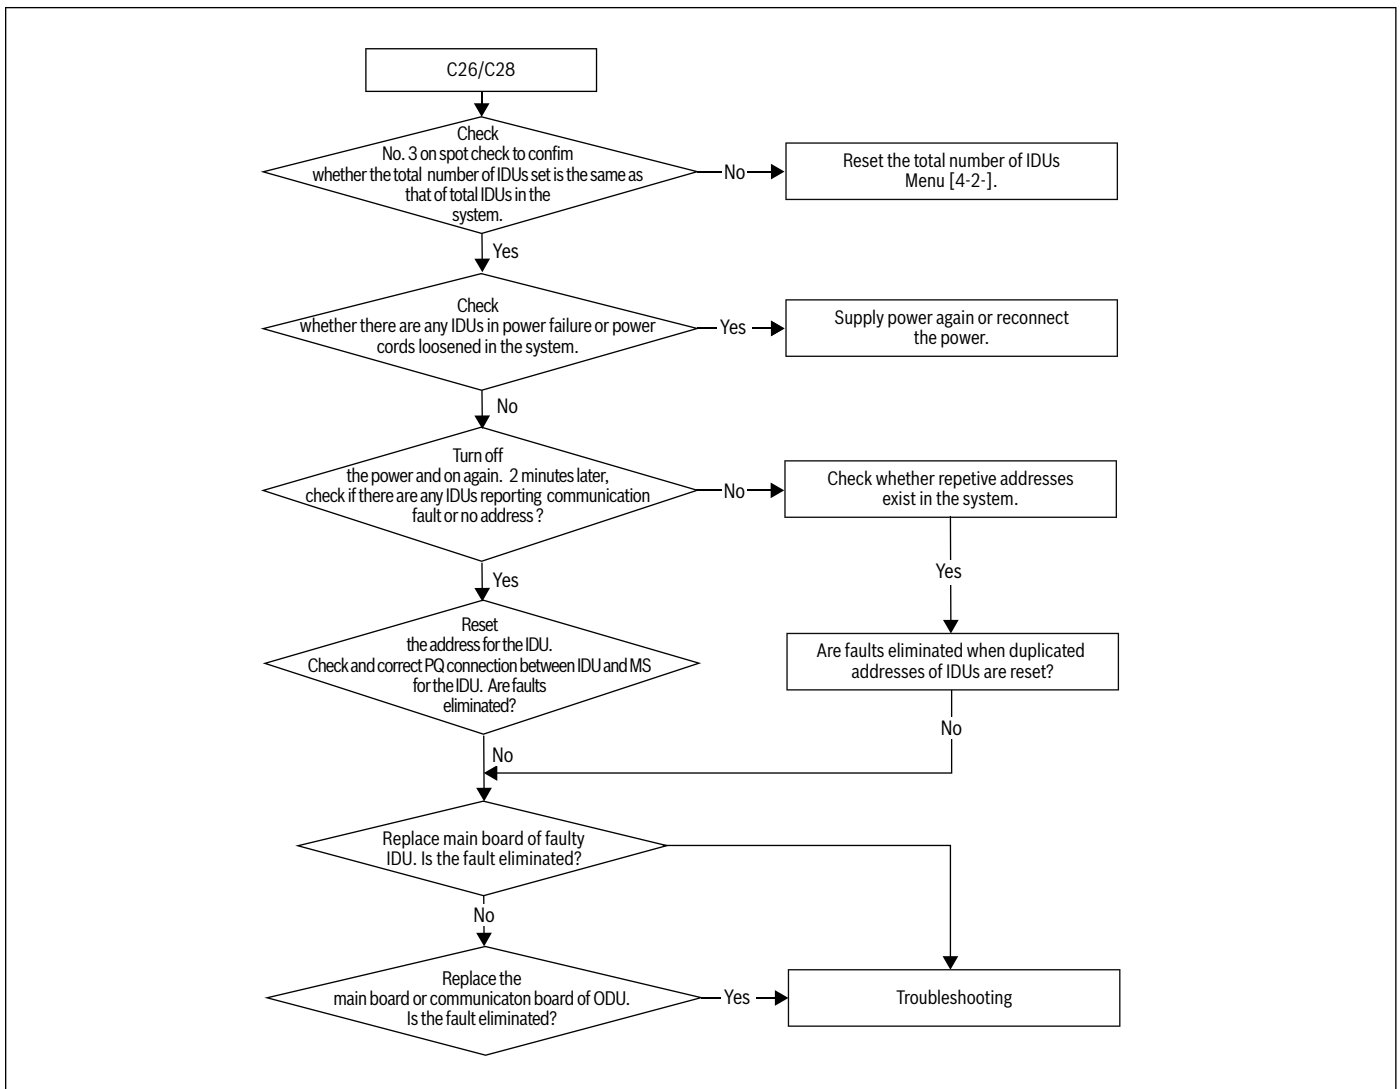 C26/C28
Check
No. 3 on spot check to confim
whether the total number of IDUs set is the same as
that of total IDUs in the
system.
No
Reset the total number of IDUs
Menu [4-2-].
Yes
Check
whether there are any IDUs in power failure or power
cords loosened in the system.
Yes
Supply power again or reconnect
the power.
No
Turn off
the power and on again. 2 minutes later,
check if there are any IDUs reporting communication
fault or no address ?
No
Check whether repetive addresses
exist in the system.
Yes
Yes
Reset
the address for the IDU.
Check and correct PQ connection between IDU and MS
for the IDU. Are faults
eliminated?
Are faults eliminated when duplicated
addresses of IDUs are reset?
No
No
Replace main board of faulty
IDU. Is the fault eliminated?
No
Replace the
main board or communicaton board of ODU.
Is the fault eliminated?
Yes
Troubleshooting